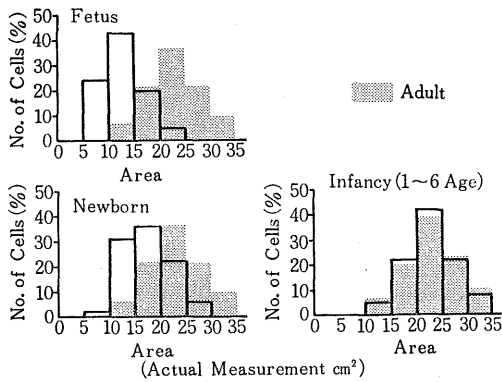 Fetus
No. of Cells (%)
50
40
30
20
10
0
0 5 10 15 20 25 30 35
Area
Adult
Newborn
No. of Cells (%)
50
40
30
20
10
0
0 5 10 15 20 25 30 35
Area
Infancy (1~6 Age)
No. of Cells (%)
50
40
30
20
10
0
0 5 10 15 20 25 30 35
Area
(Actual Measurement cm²)